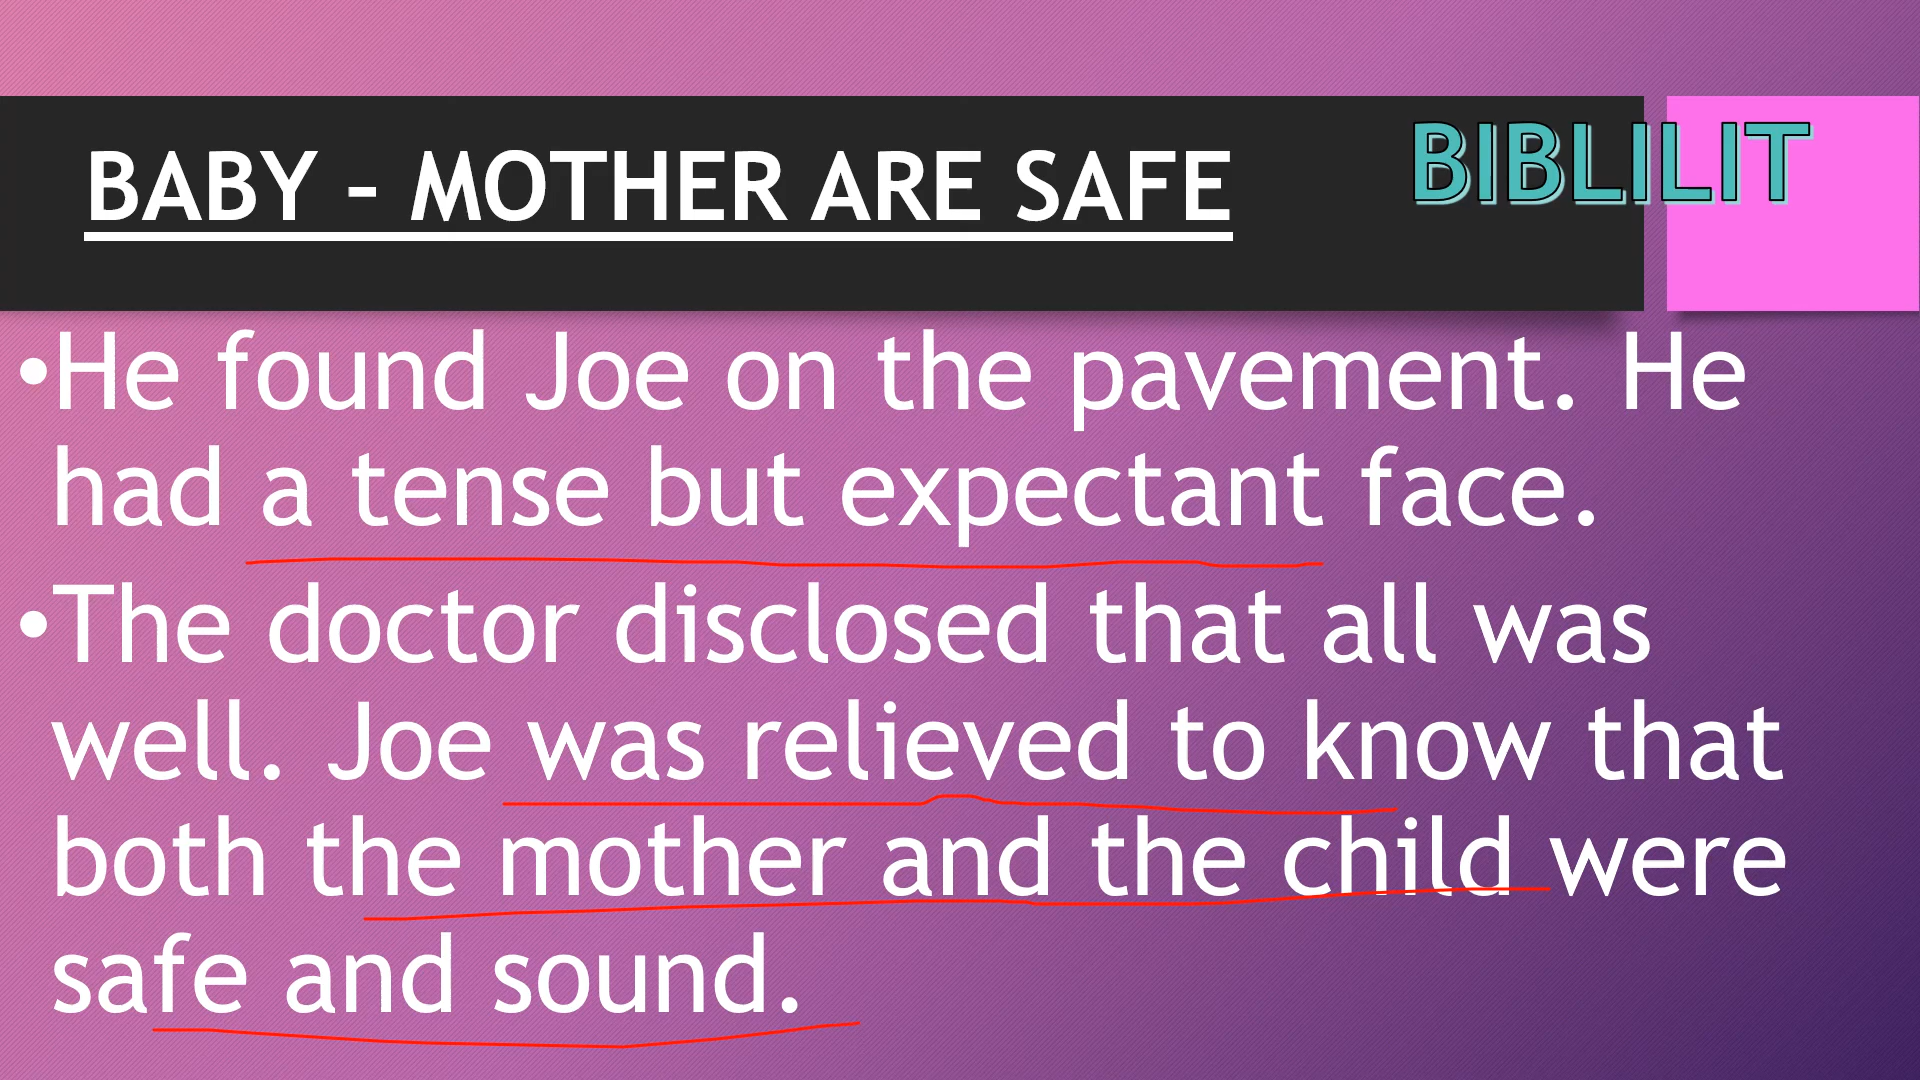 BABY – MOTHER ARE SAFE
BIBLILIT
•He found Joe on the pavement. He
had a tense but expectant face.
•The doctor disclosed that all was
well. Joe was relieved to know that
both the mother and the child were
safe and sound.